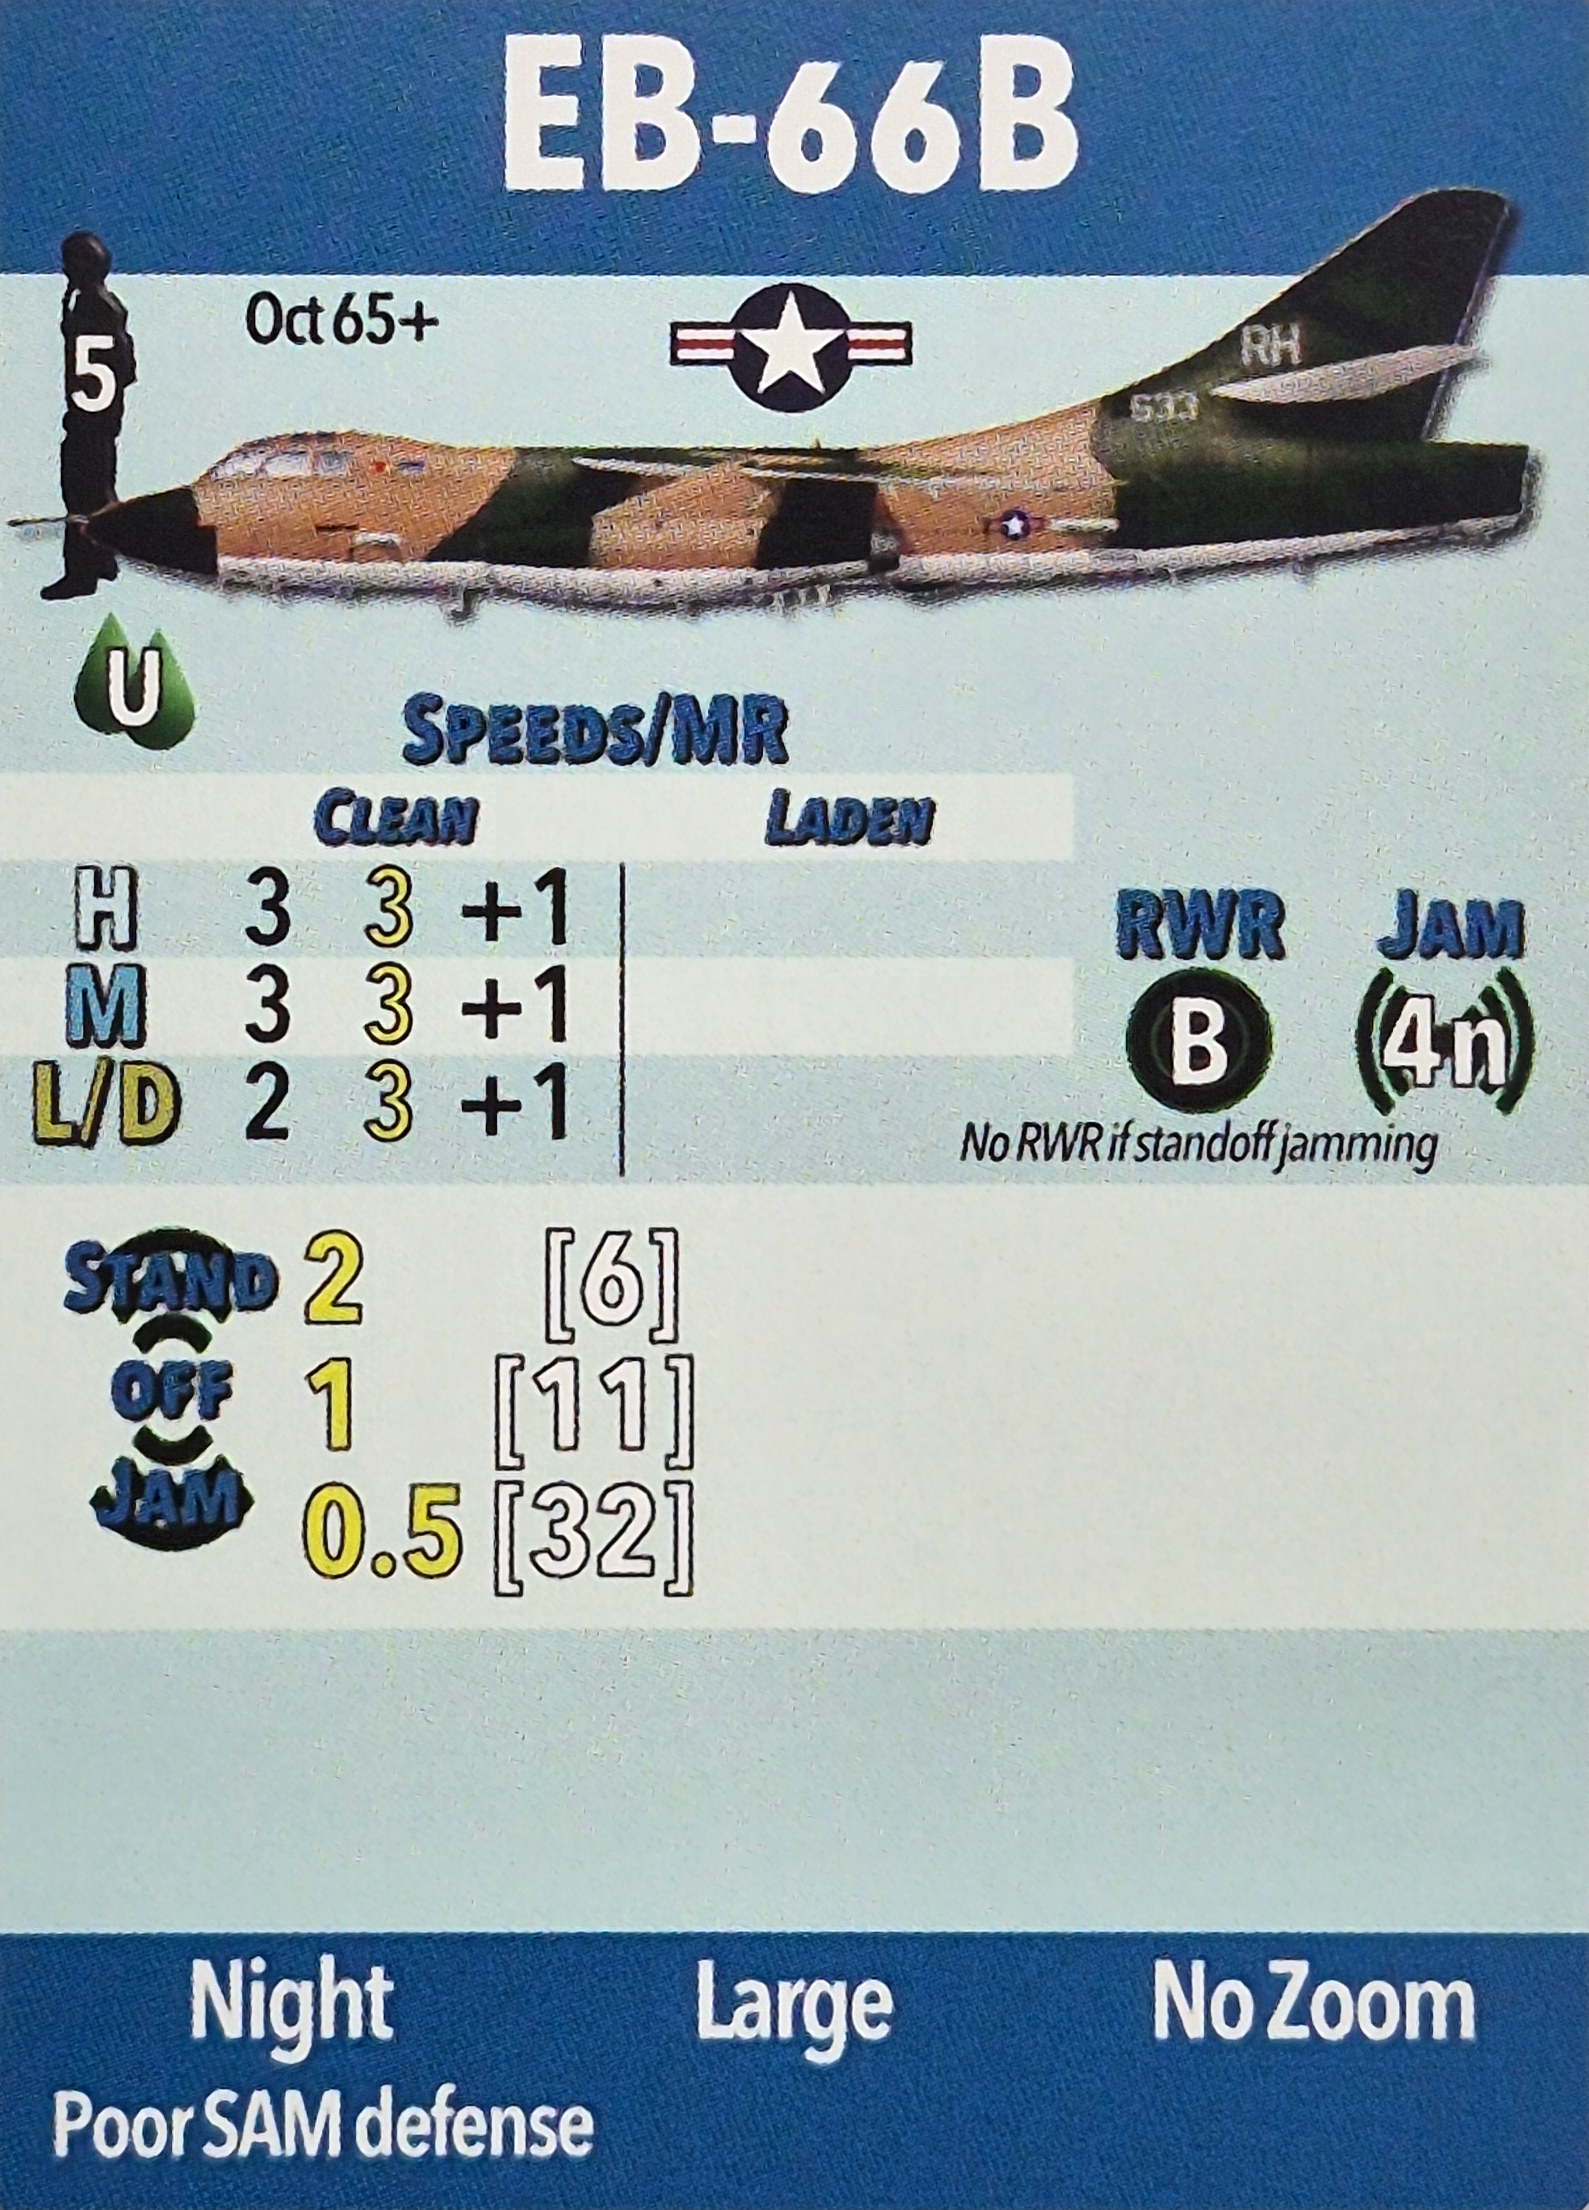 EB-66B
5
Oct 65+
RH
533
U
SPEEDS/MR
CLEAN LADEN
H 3 3 +1
M 3 3 +1
L/D 2 3 +1
RWR JAM
B 4n
No RWR if standoff jamming
STAND 2 [6]
OFF 1 [11]
JAM 0.5 [32]
Night Large No Zoom
Poor SAM defense